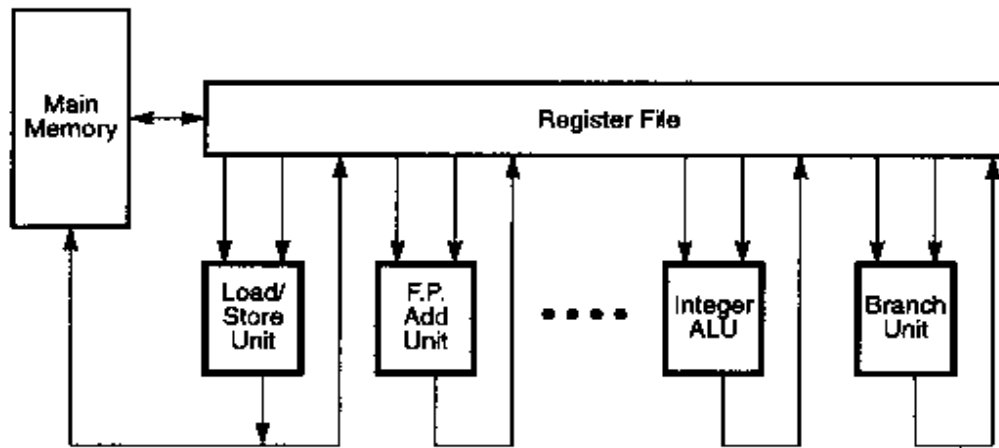 Main
Memory
Register File
Load/
Store
Unit
F.P.
Add
Unit
Integer
ALU
Branch
Unit